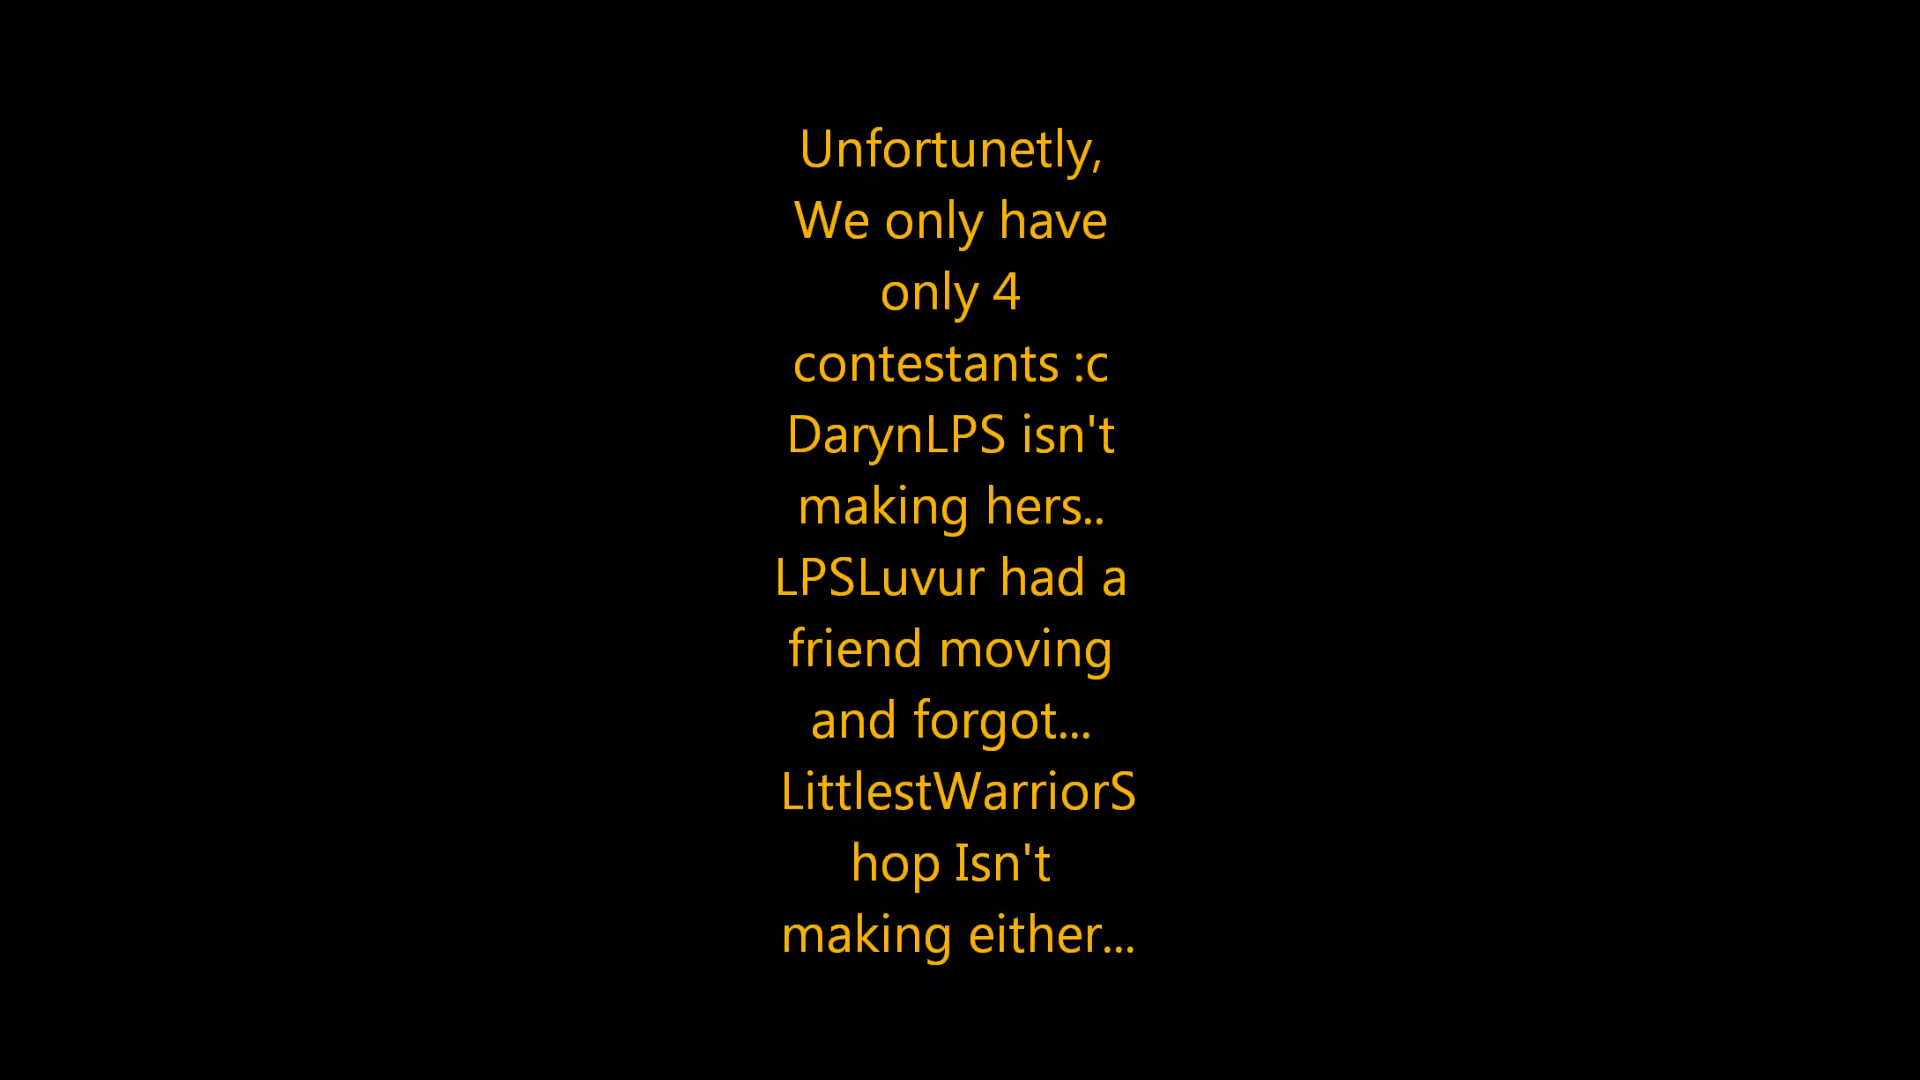 Unfortunetly,
We only have
only 4
contestants :c
DarynLPS isn't
making hers..
LPSLuvur had a
friend moving
and forgot...
LittlestWarriorS
hop Isn't
making either...